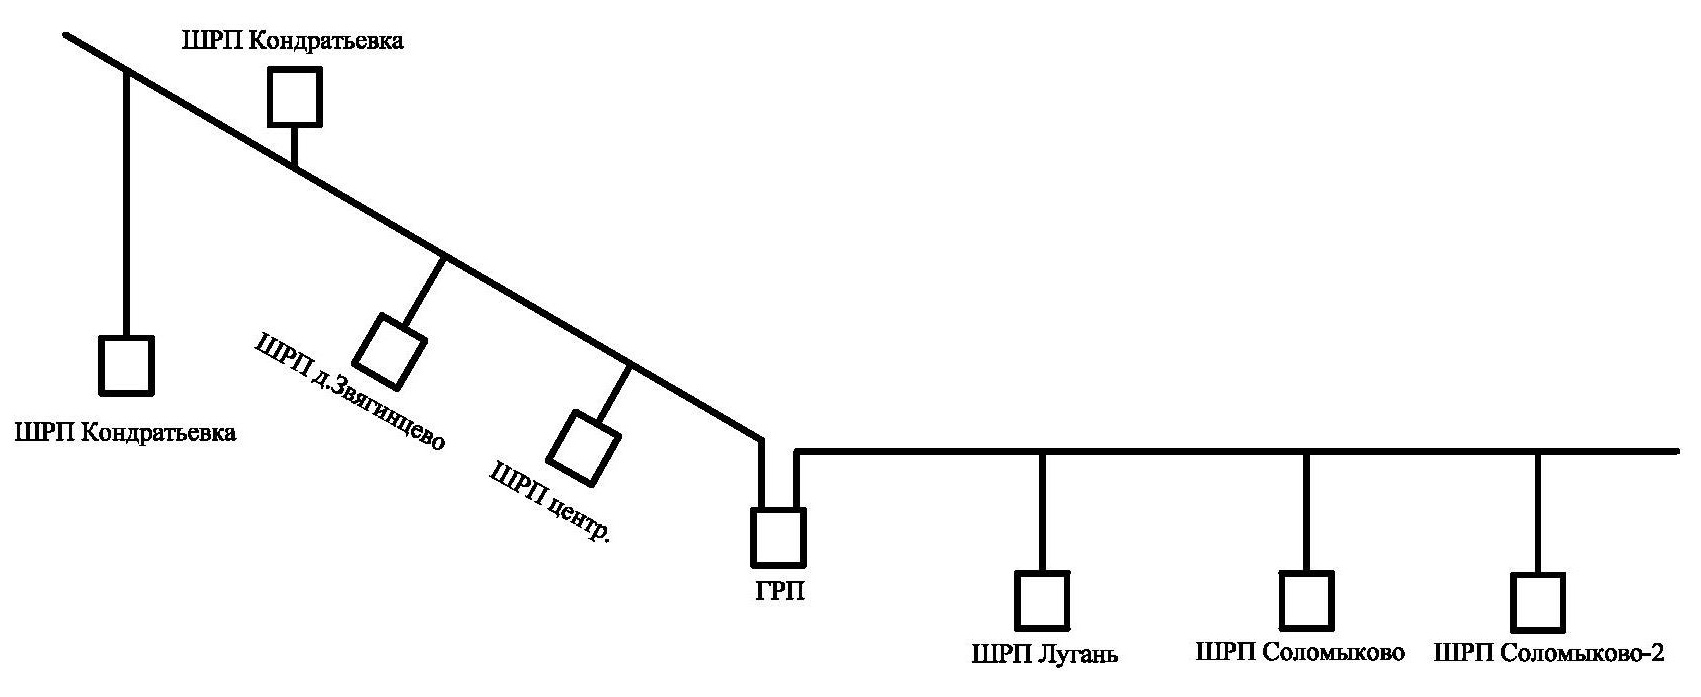 ШРП Кондратьевка
ШРП Кондратьевка
ШРП д.Звягинцево
ШРП центр.
ГРП
ШРП Лугань
ШРП Соломыково
ШРП Соломыково-2